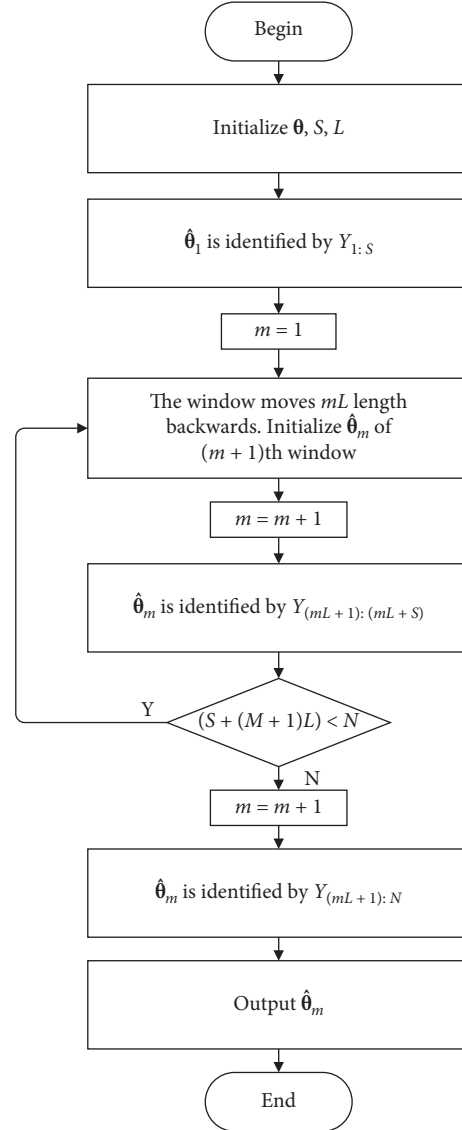 Begin
Initialize θ, S, L
θ̂₁ is identified by Y₁:S
m = 1
The window moves mL length
backwards. Initialize θ̂ₘ of
(m + 1)th window
m = m + 1
θ̂ₘ is identified by Y₍mL + 1₎: ₍mL + S₎
Y
(S + (M + 1)L) < N
N
m = m + 1
θ̂ₘ is identified by Y₍mL + 1₎: N
Output θ̂ₘ
End